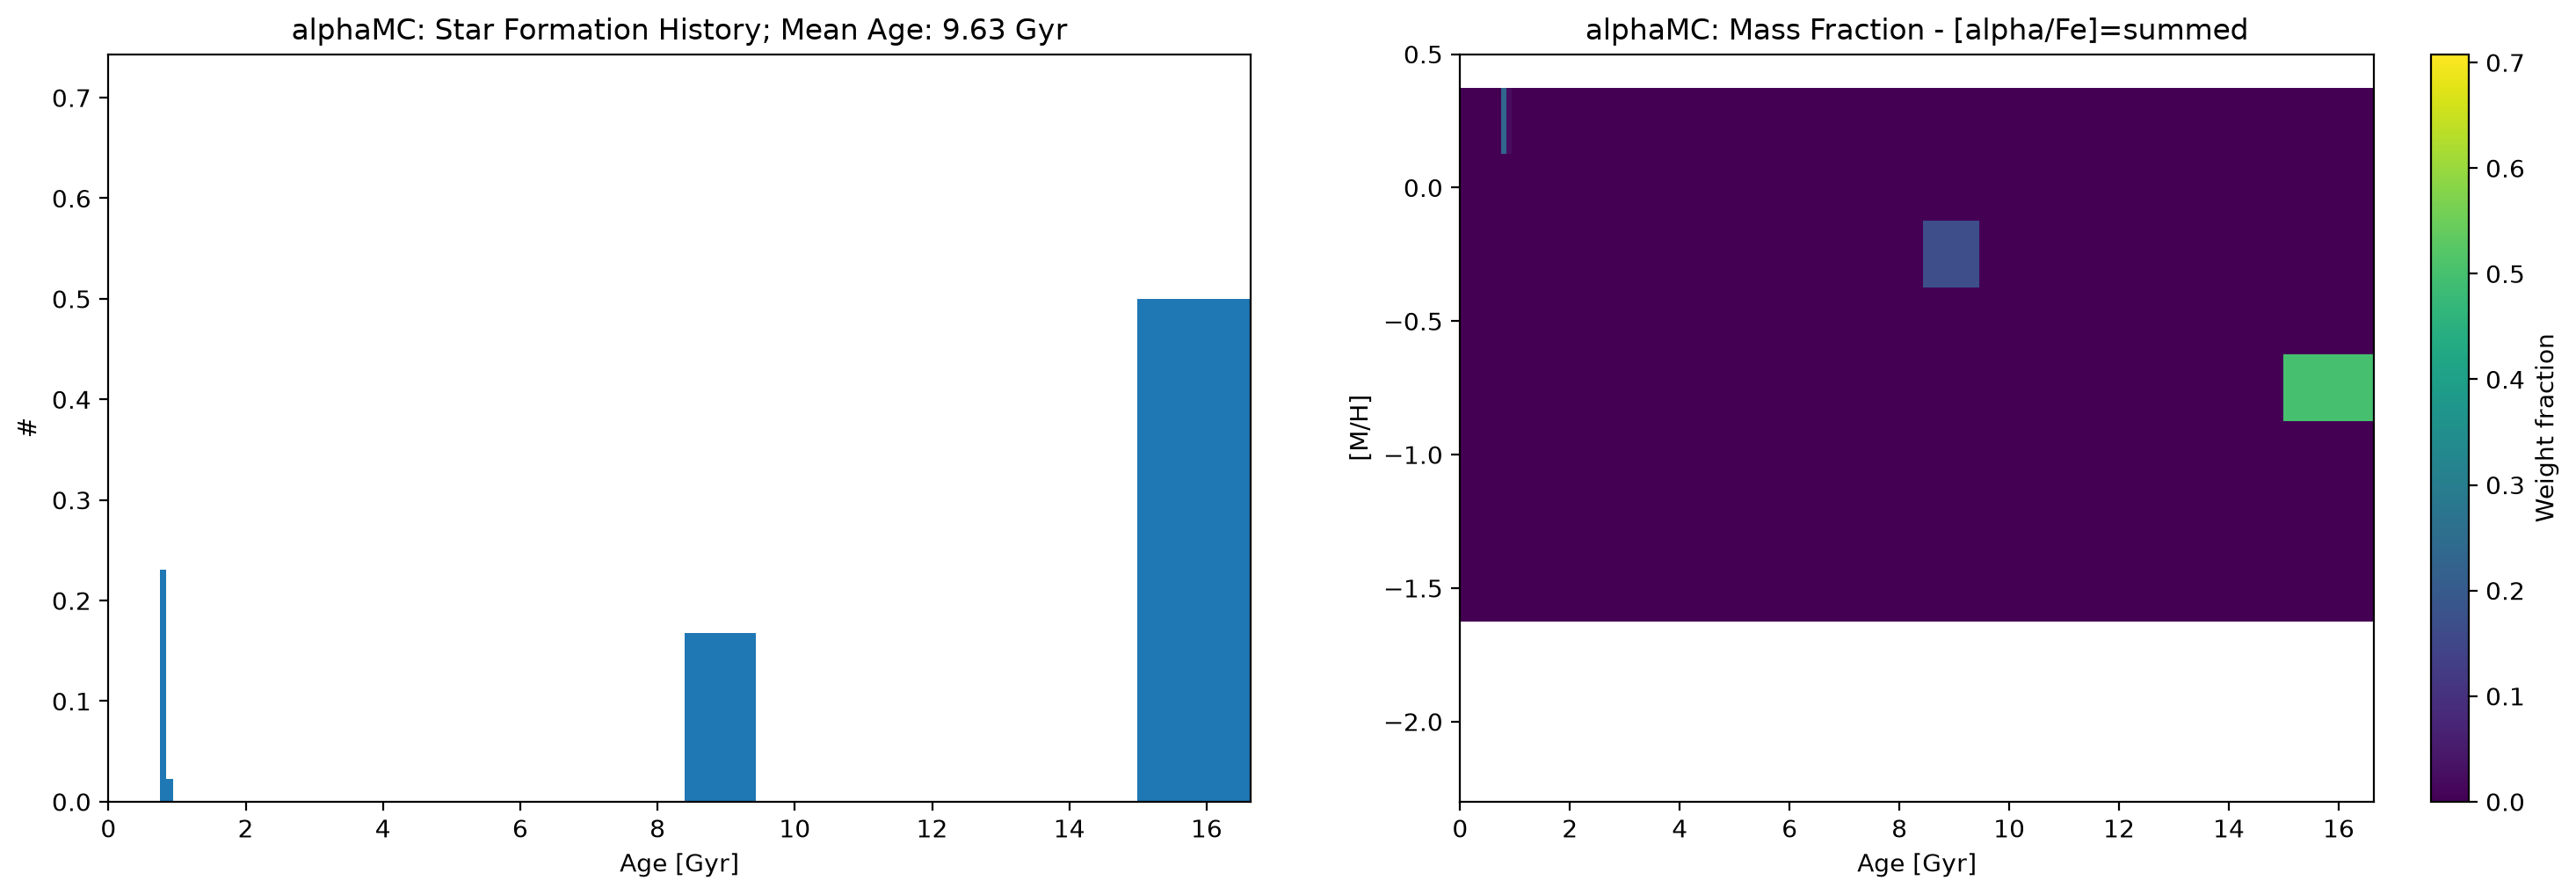 alphaMC: Star Formation History; Mean Age: 9.63 Gyr
0.7
0.6
0.5
0.4
0.3
0.2
0.1
0.0
#
0 2 4 6 8 10 12 14 16
Age [Gyr]
alphaMC: Mass Fraction - [alpha/Fe]=summed
0.5
0.0
−0.5
−1.0
−1.5
−2.0
[M/H]
0 2 4 6 8 10 12 14 16
Age [Gyr]
0.7
0.6
0.5
0.4
0.3
0.2
0.1
0.0
Weight fraction